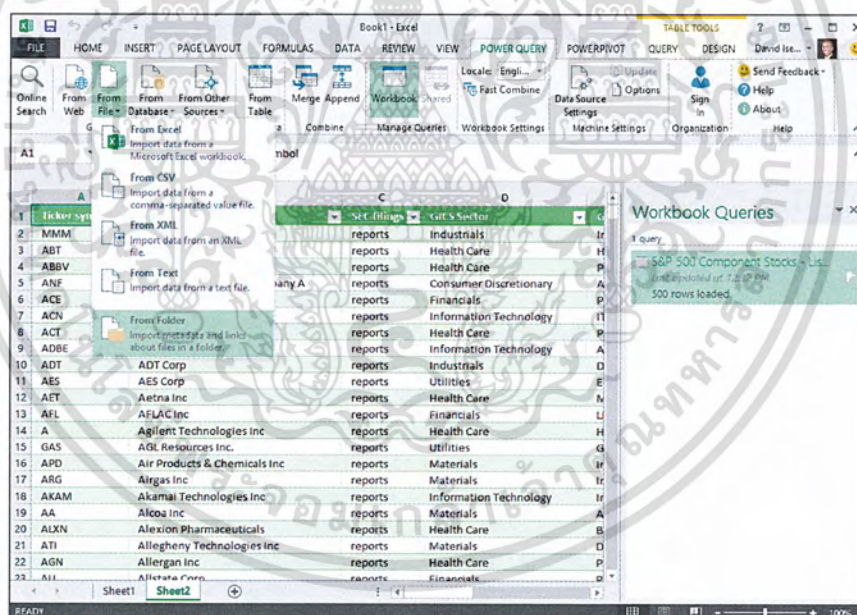 Book1 - Excel
TABLE TOOLS
FILE HOME INSERT PAGE LAYOUT FORMULAS DATA REVIEW VIEW POWER QUERY POWERPIVOT QUERY DESIGN David Ise...
Online Search
From Web
From File
From Database
From Other Sources
From Table
Merge
Append
Workbook
Shared
Locale: Engli...
Fast Combine
Data Source Settings
Update
Options
Sign In
Send Feedback
Help
About
Combine
Manage Queries
Workbook Settings
Machine Settings
Organization
Help
A1
mbol
From Excel
Import data from a
Microsoft Excel workbook.
From CSV
Import data from a
comma-separated value file.
From XML
Import data from an XML
file.
From Text
Import data from a text file.
From Folder
Import metadata and links
about files in a folder.
A C D
1 Ticker sym SEC filings GICS Sector
2 MMM reports Industrials
3 ABT reports Health Care
4 ABBV reports Health Care
5 ANF any A reports Consumer Discretionary
6 ACE reports Financials
7 ACN reports Information Technology
8 ACT reports Health Care
9 ADBE reports Information Technology
10 ADT ADT Corp reports Industrials
11 AES AES Corp reports Utilities
12 AET Aetna Inc reports Health Care
13 AFL AFLAC Inc reports Financials
14 A Agilent Technologies Inc reports Health Care
15 GAS AGL Resources Inc. reports Utilities
16 APD Air Products & Chemicals Inc reports Materials
17 ARG Airgas Inc reports Materials
18 AKAM Akamai Technologies Inc reports Information Technology
19 AA Alcoa Inc reports Materials
20 ALXN Alexion Pharmaceuticals reports Health Care
21 ATI Allegheny Technologies Inc reports Materials
22 AGN Allergan Inc reports Health Care
23 ALL Allstate Corp reports Financials
Workbook Queries
1 query
S&P 500 Component Stocks - Lis...
500 rows loaded.
Sheet1 Sheet2
READY
100%